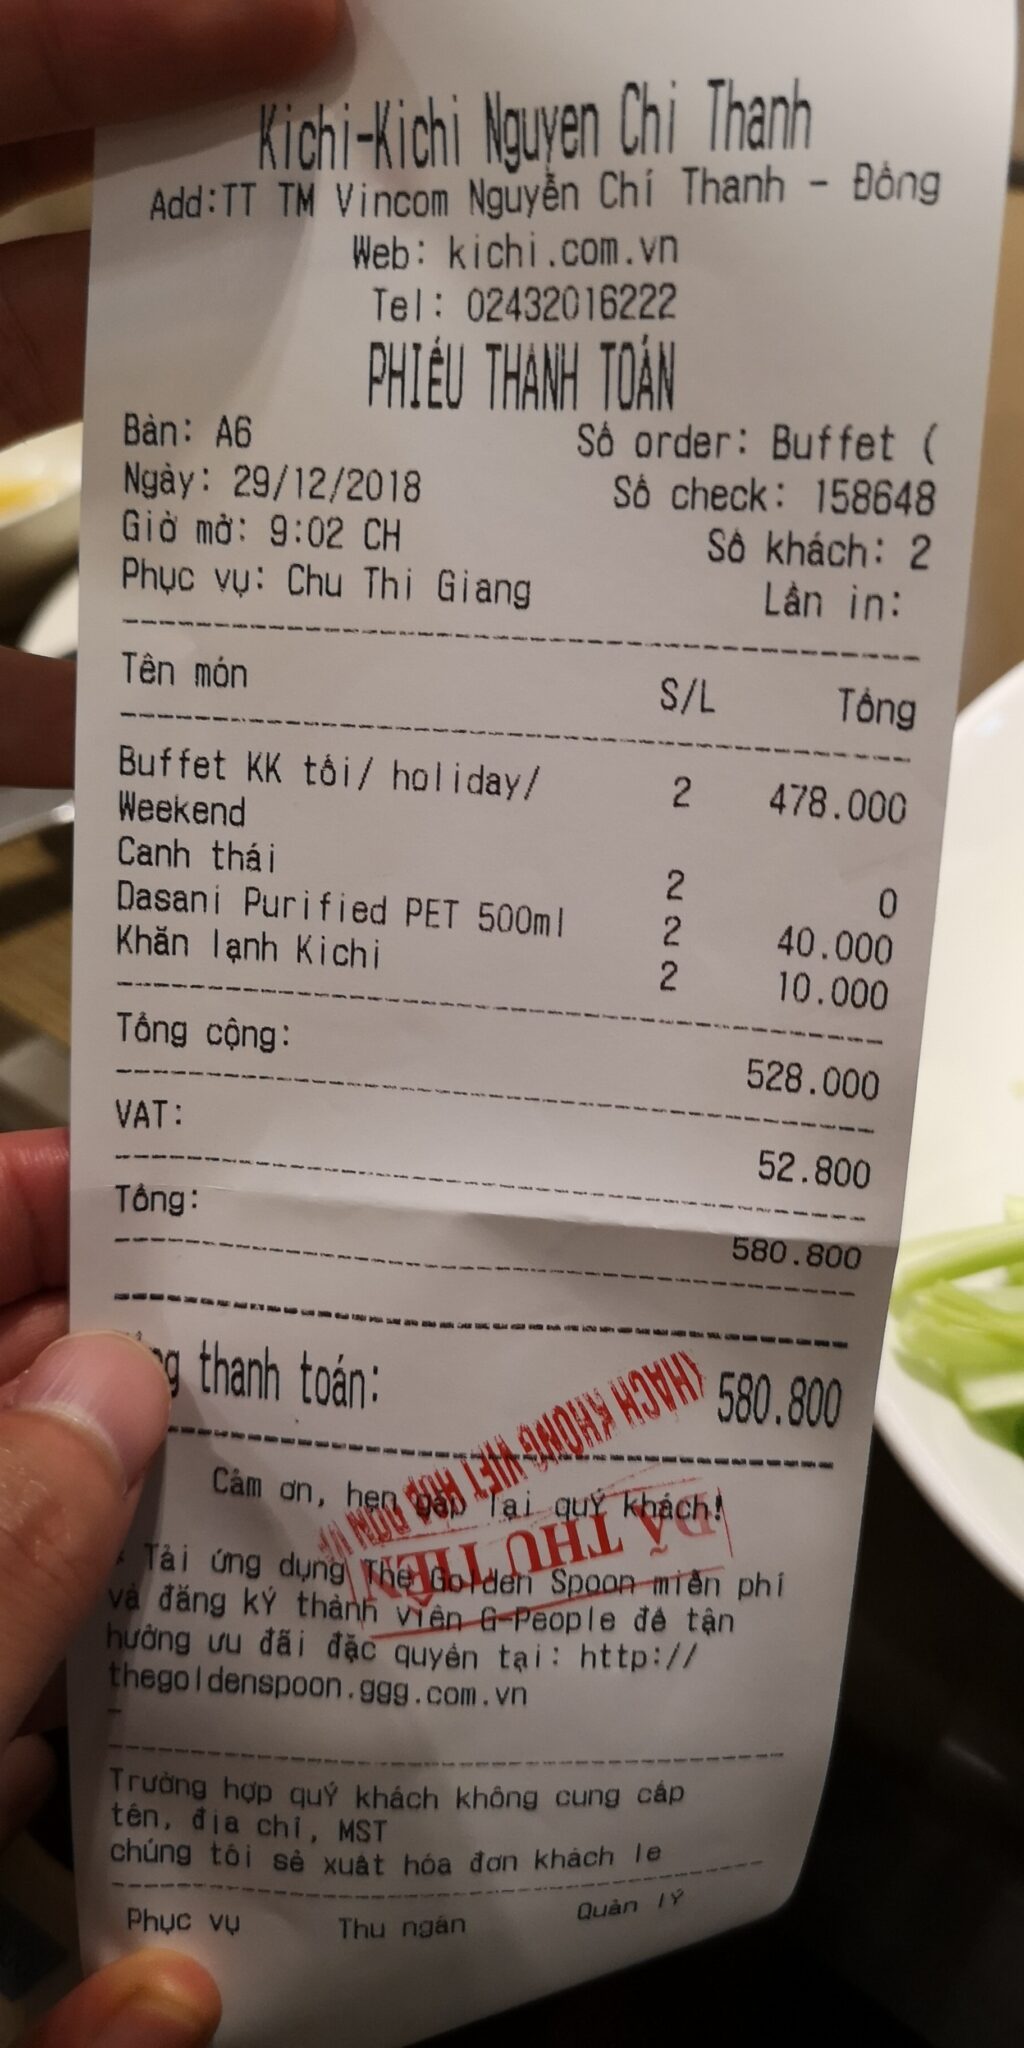 Kichi-Kichi Nguyen Chi Thanh
Add:TT TM Vincom Nguyễn Chí Thanh - Đống
Web: kichi.com.vn
Tel: 02432016222
PHIẾU THANH TOÁN
Bàn: A6 Số order: Buffet (
Ngày: 29/12/2018 Số check: 158648
Giờ mở: 9:02 CH Số khách: 2
Phục vụ: Chu Thi Giang Lần in:
Tên món S/L Tổng
Buffet KK tối/ holiday/ 2 478.000
Weekend
Canh thái 2 0
Dasani Purified PET 500ml 2 40.000
Khăn lạnh Kichi 2 10.000
Tổng cộng: 528.000
VAT: 52.800
Tổng: 580.800
thanh toán: 580.800
KHÁCH KHÔNG VIẾT HÓA ĐƠN
ĐÃ THU TIỀN
Cảm ơn, hẹn gặp lại quý khách!
Tải ứng dụng The Golden Spoon miễn phí
và đăng ký thành viên G-People để tận
hưởng ưu đãi đặc quyền tại: http://
thegoldenspoon.ggg.com.vn
Trường hợp quý khách không cung cấp
tên, địa chỉ, MST
chúng tôi sẽ xuất hóa đơn khách lẻ
Phục vụ Thu ngân Quản lý